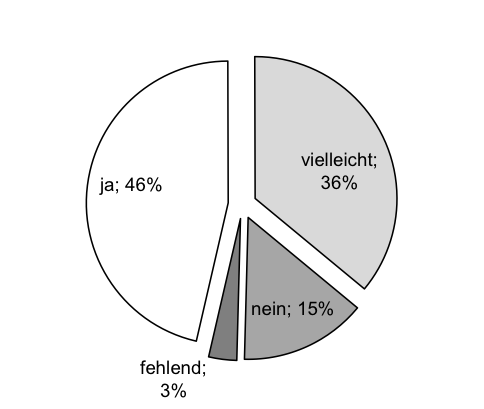 vielleicht;
36%
ja; 46%
nein; 15%
fehlend;
3%